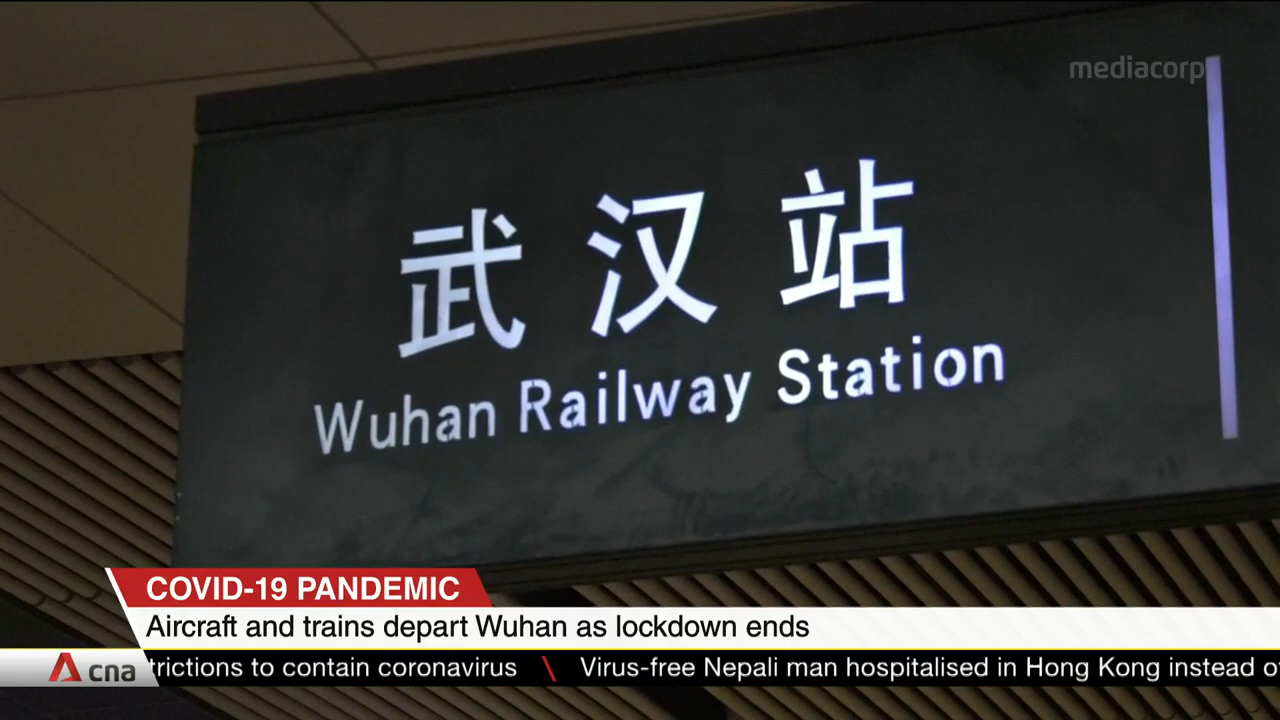 mediacorp
武汉站
Wuhan Railway Station
COVID-19 PANDEMIC
Aircraft and trains depart Wuhan as lockdown ends
cna
trictions to contain coronavirus \ Virus-free Nepali man hospitalised in Hong Kong instead of